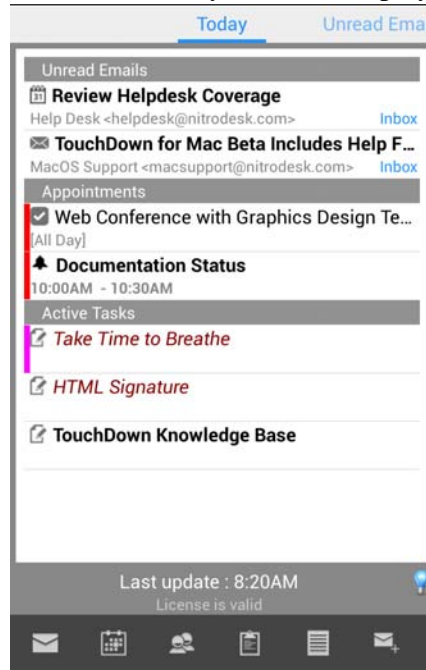 Today Unread Ema
Unread Emails
Review Helpdesk Coverage
Help Desk <helpdesk@nitrodesk.com> Inbox
TouchDown for Mac Beta Includes Help F...
MacOS Support <macsupport@nitrodesk.com> Inbox
Appointments
Web Conference with Graphics Design Te...
[All Day]
Documentation Status
10:00AM - 10:30AM
Active Tasks
Take Time to Breathe
HTML Signature
TouchDown Knowledge Base
Last update : 8:20AM
License is valid